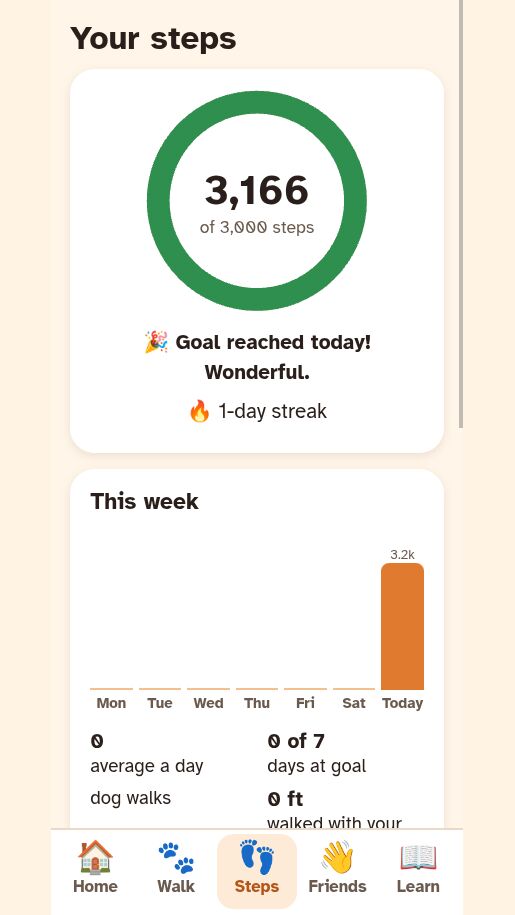 Your steps
3,166
of 3,000 steps
🎉 Goal reached today!
Wonderful.
🔥 1-day streak
This week
3.2k
Mon Tue Wed Thu Fri Sat Today
0
average a day
0 of 7
days at goal
dog walks
0 ft
walked with your
Home Walk Steps Friends Learn